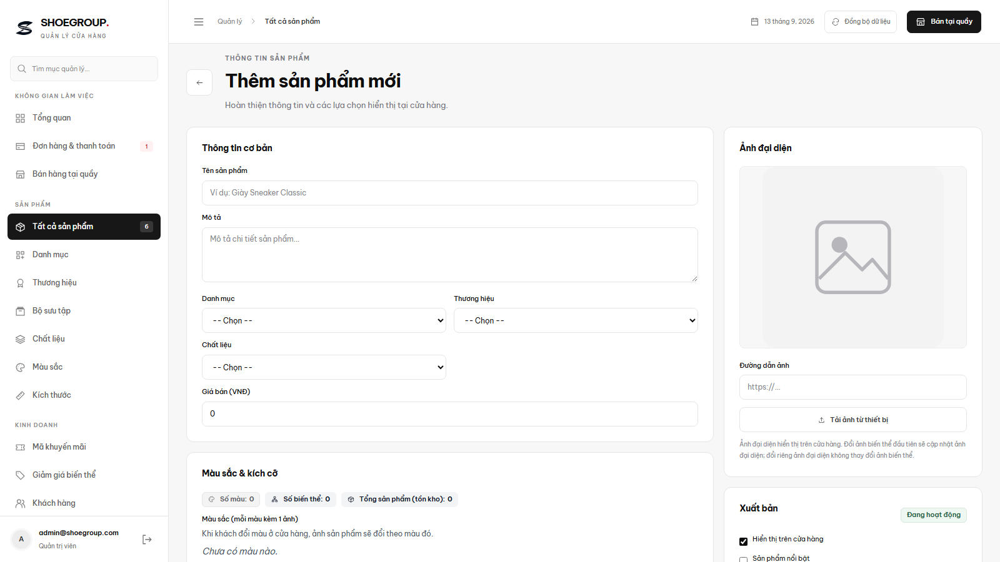 SHOEGROUP.
QUẢN LÝ CỬA HÀNG
Tìm mục quản lý...
KHÔNG GIAN LÀM VIỆC
Tổng quan
Đơn hàng & thanh toán
1
Bán hàng tại quầy
SẢN PHẨM
Tất cả sản phẩm
6
Danh mục
Thương hiệu
Bộ sưu tập
Chất liệu
Màu sắc
Kích thước
KINH DOANH
Mã khuyến mãi
Giảm giá biến thể
Khách hàng
A
admin@shoegroup.com
Quản trị viên
Quản lý
Tất cả sản phẩm
13 tháng 9, 2026
Đồng bộ dữ liệu
Bán tại quầy
THÔNG TIN SẢN PHẨM
Thêm sản phẩm mới
Hoàn thiện thông tin và các lựa chọn hiển thị tại cửa hàng.
Thông tin cơ bản
Tên sản phẩm
Ví dụ: Giày Sneaker Classic
Mô tả
Mô tả chi tiết sản phẩm...
Danh mục
Thương hiệu
-- Chọn --
-- Chọn --
Chất liệu
-- Chọn --
Giá bán (VNĐ)
0
Màu sắc & kích cỡ
Số màu: 0
Số biến thể: 0
Tổng sản phẩm (tồn kho): 0
Màu sắc (mỗi màu kèm 1 ảnh)
Khi khách đổi màu ở cửa hàng, ảnh sản phẩm sẽ đổi theo màu đó.
Chưa có màu nào.
Ảnh đại diện
Đường dẫn ảnh
https://...
Tải ảnh từ thiết bị
Ảnh đại diện hiển thị trên cửa hàng. Đổi ảnh biến thể đầu tiên sẽ cập nhật ảnh
đại diện; đổi riêng ảnh đại diện không thay đổi ảnh biến thể.
Xuất bản
Đang hoạt động
Hiển thị trên cửa hàng
Sản phẩm nổi bật